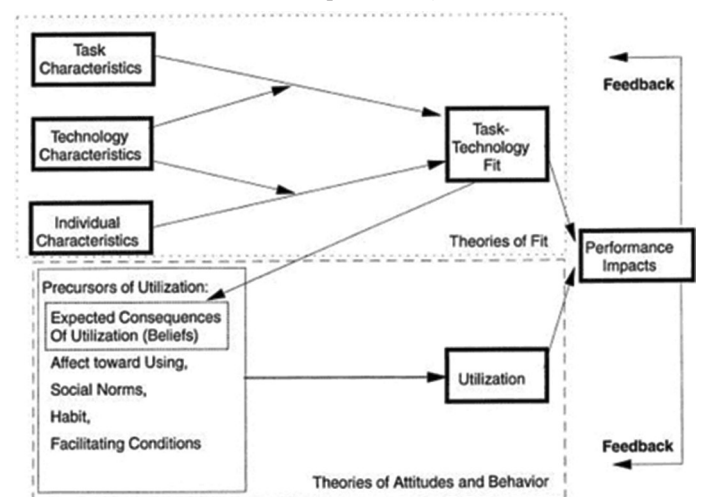 Task
Characteristics
Technology
Characteristics
Individual
Characteristics
Task-
Technology
Fit
Theories of Fit
Feedback
Performance
Impacts
Precursors of Utilization:
Expected Consequences
Of Utilization (Beliefs)
Affect toward Using,
Social Norms,
Habit,
Facilitating Conditions
Utilization
Feedback
Theories of Attitudes and Behavior